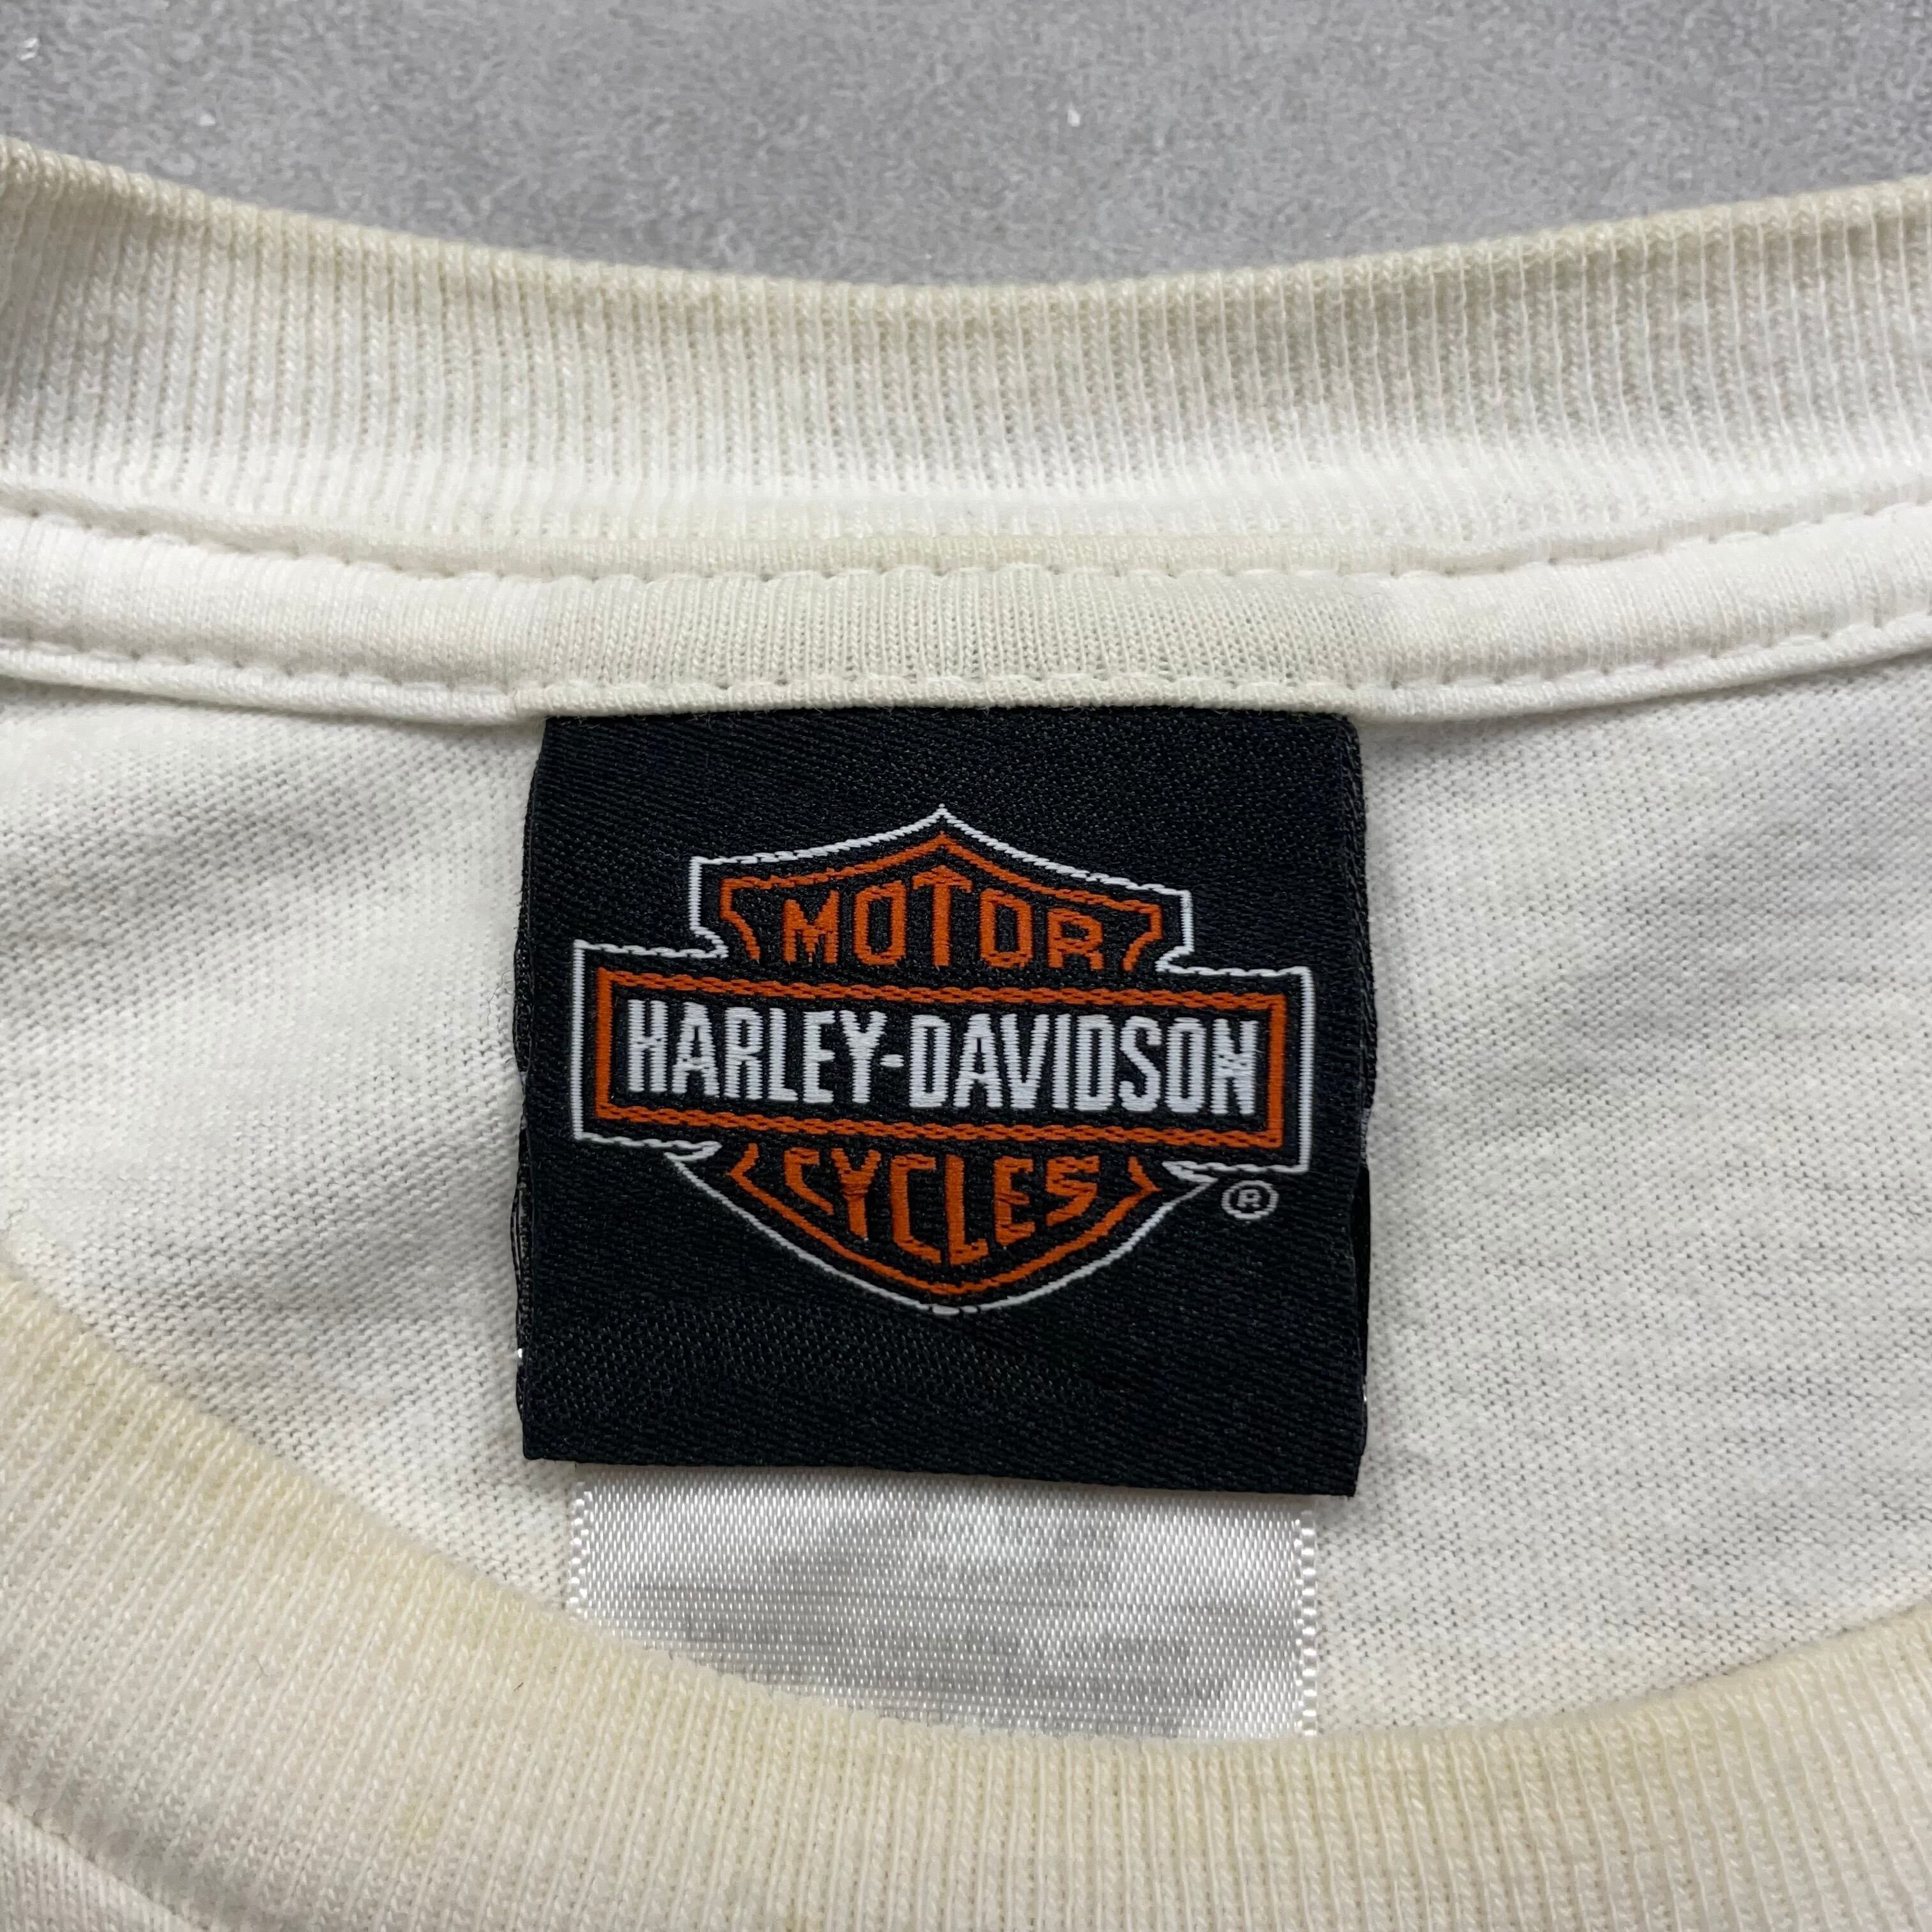 MOTOR
HARLEY-DAVIDSON
CYCLES
®